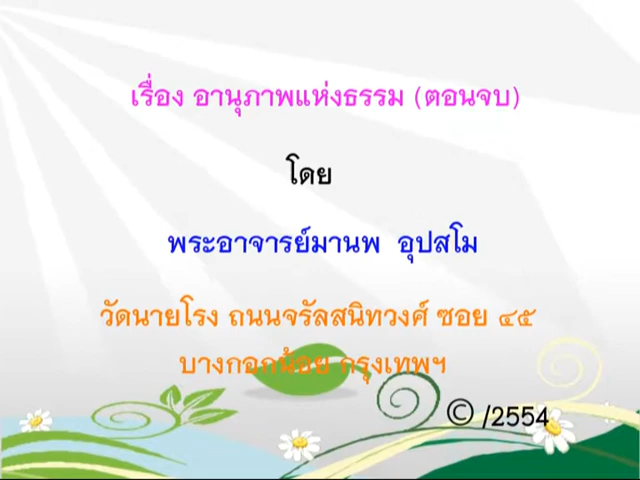 เรื่อง อานุภาพแห่งธรรม (ตอนจบ)
โดย
พระอาจารย์มานพ อุปสโม
วัดนายโรง ถนนจรัลสนิทวงศ์ ซอย ๔๕
บางกอกน้อย กรุงเทพฯ
© /2554